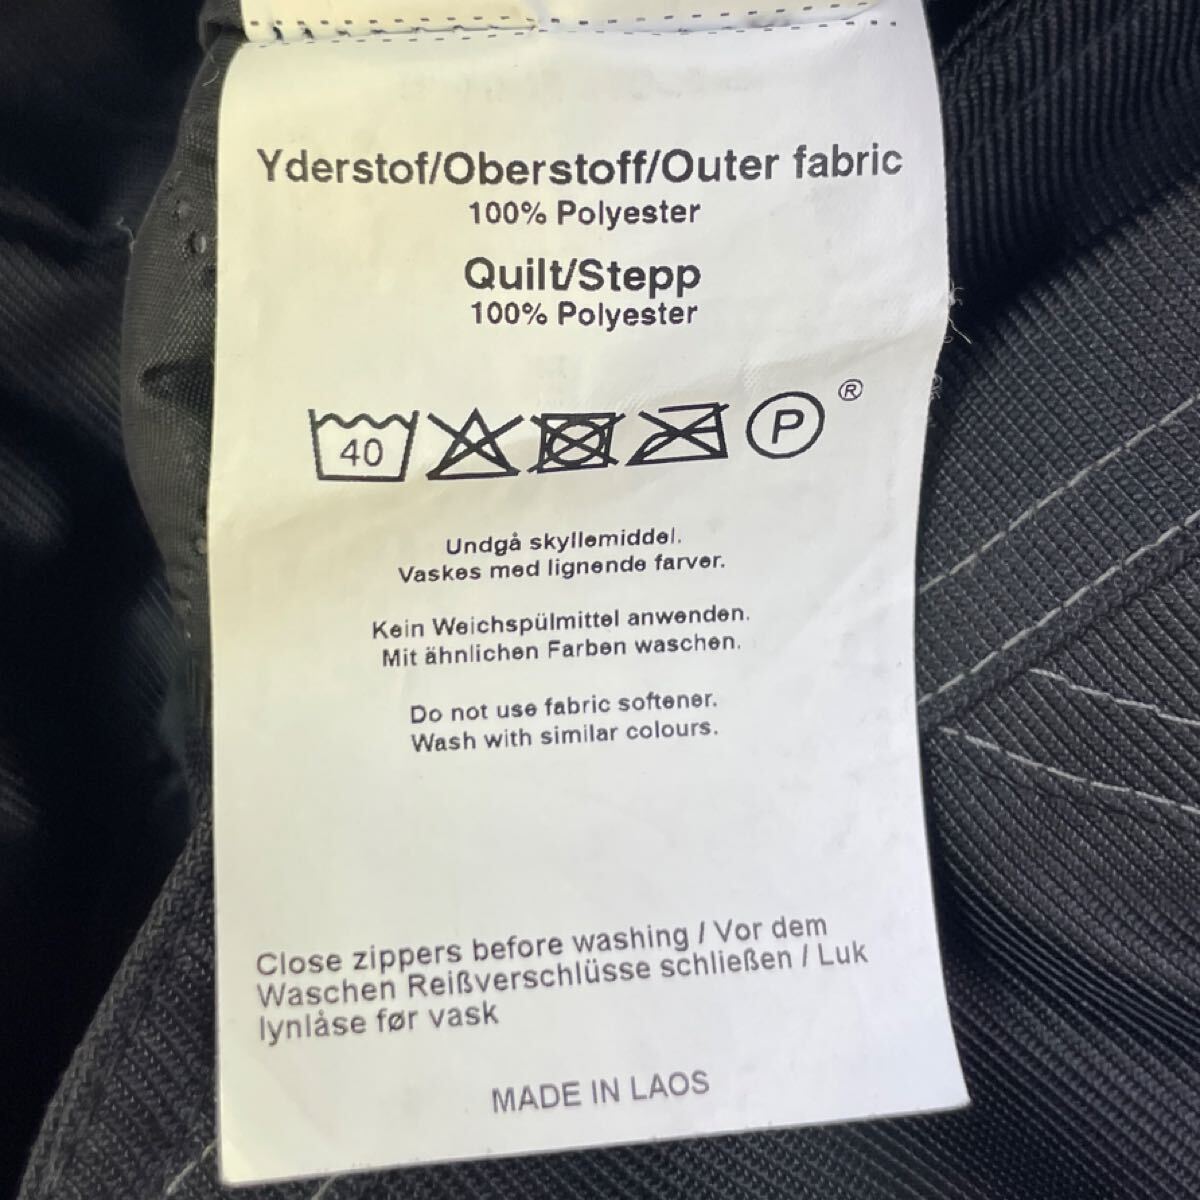 Yderstof/Oberstoff/Outer fabric
100% Polyester
Quilt/Stepp
100% Polyester
40 P ®
Undgå skyllemiddel.
Vaskes med lignende farver.
Kein Weichspülmittel anwenden.
Mit ähnlichen Farben waschen.
Do not use fabric softener.
Wash with similar colours.
Close zippers before washing / Vor dem
Waschen Reißverschlüsse schließen / Luk
lynlåse før vask
MADE IN LAOS